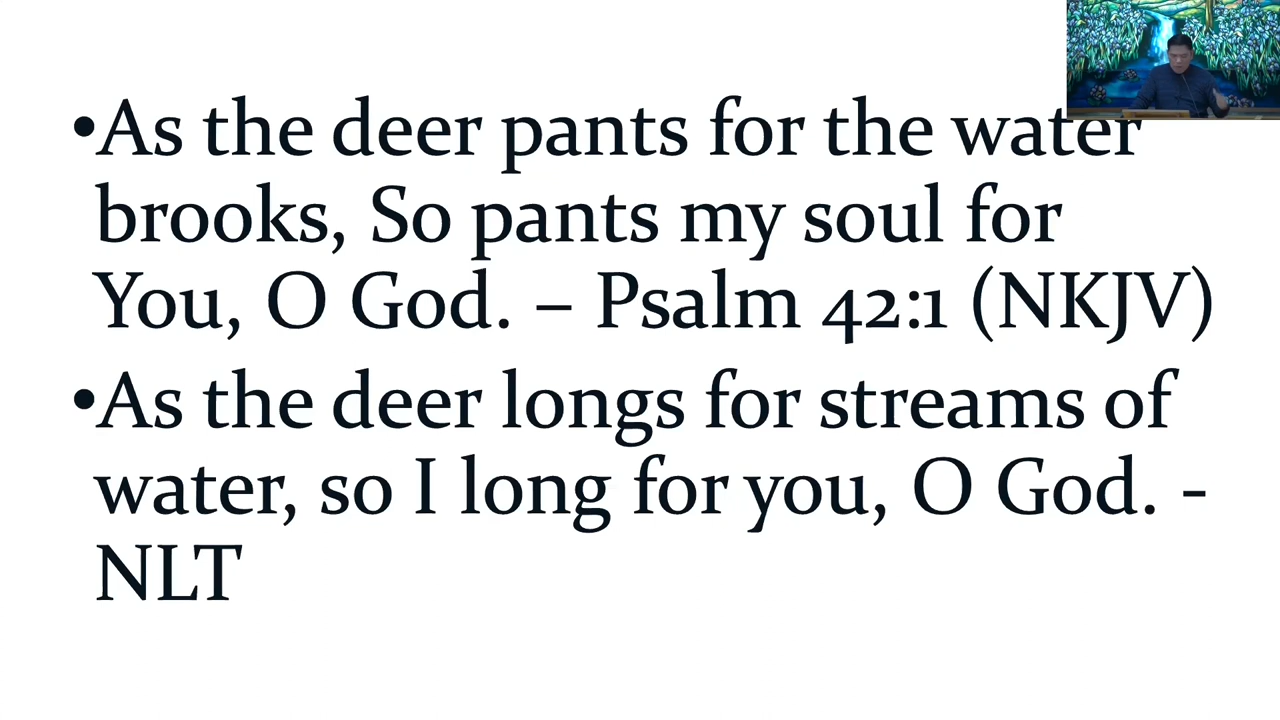 •As the deer pants for the water
brooks, So pants my soul for
You, O God. – Psalm 42:1 (NKJV)
•As the deer longs for streams of
water, so I long for you, O God. -
NLT